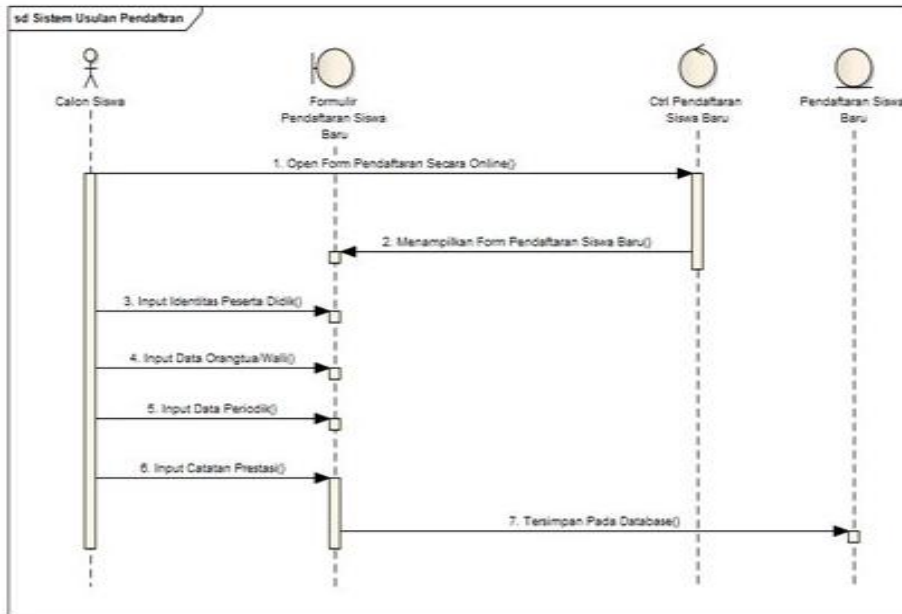 sd Sistem Usulan Pendaftran
Calon Siswa
Formulir
Pendaftaran Siswa
Baru
Ctrl Pendaftaran
Siswa Baru
Pendaftaran Siswa
Baru
1. Open Form Pendaftaran Secara Online()
2. Menampilkan Form Pendaftaran Siswa Baru()
3. Input Identitas Peserta Didik()
4. Input Data Orangtua/Wali()
5. Input Data Periodik()
6. Input Catatan Prestasi()
7. Tersimpan Pada Database()